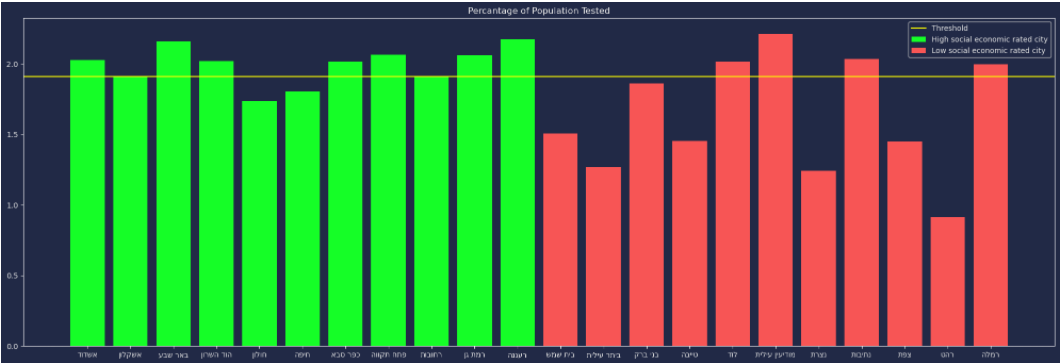 Percantage of Population Tested
Threshold
High social economic rated city
Low social economic rated city
2.0
1.5
1.0
0.5
0.0
אשדוד אשקלון באר שבע הוד השרון חולון חיפה כפר סבא פתח תקווה רחובות רמת גן רעננה בית שמש ביתר עילית בני ברק טייבה לוד מודיעין עילית נצרת נתיבות צפת רהט רמלה